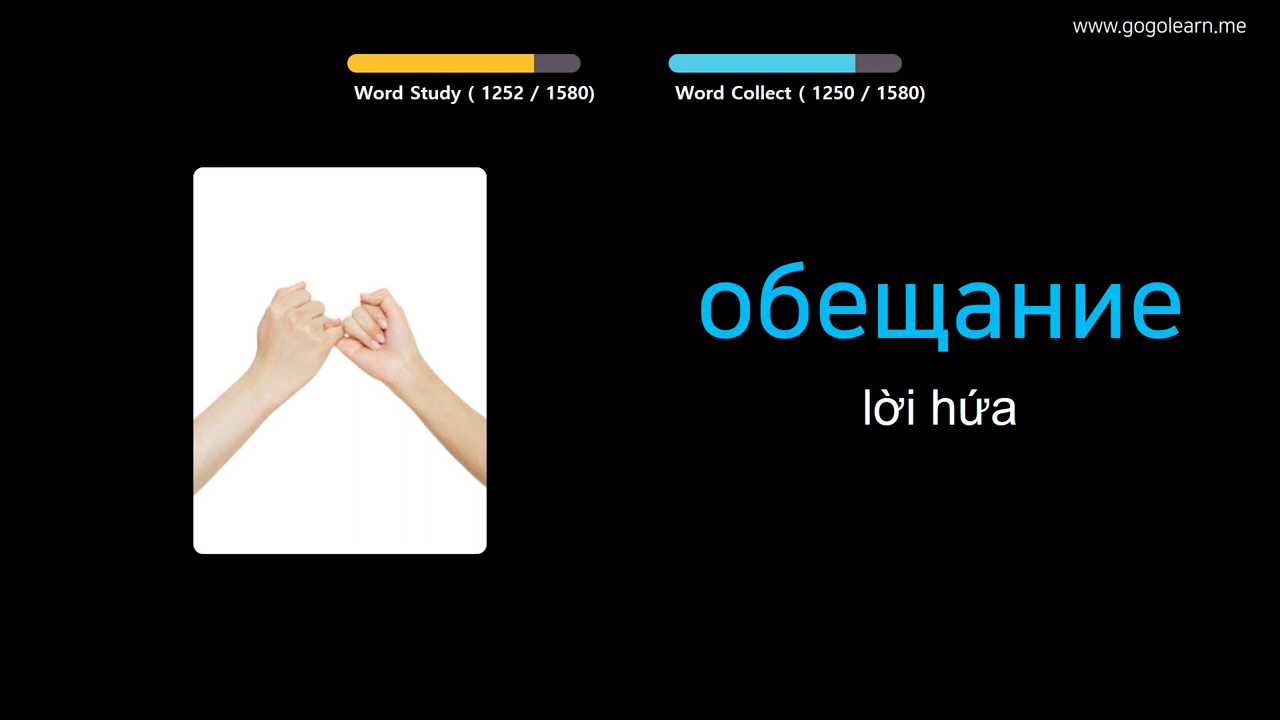 www.gogolearn.me
Word Study ( 1252 / 1580)
Word Collect ( 1250 / 1580)
обещание
lời hứa